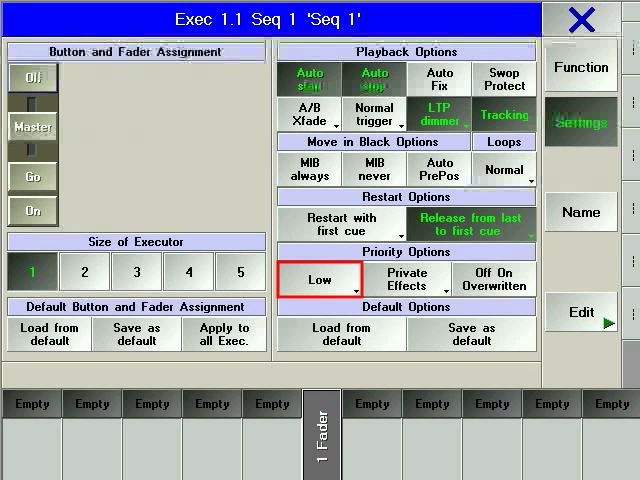 Exec 1.1 Seq 1 'Seq 1'
Button and Fader Assignment
Off
Master
Go
On
Size of Executor
1 2 3 4 5
Default Button and Fader Assignment
Load from
default
Save as
default
Apply to
all Exec.
Playback Options
Auto
start
Auto
stop
Auto
Fix
Swop
Protect
A/B
Xfade
Normal
trigger
LTP
dimmer
Tracking
Move in Black Options
Loops
MIB
always
MIB
never
Auto
PrePos
Normal
Restart Options
Restart with
first cue
Release from last
to first cue
Priority Options
Low
Private
Effects
Off On
Overwritten
Default Options
Load from
default
Save as
default
Function
Settings
Name
Edit
Empty Empty Empty Empty Empty
1 Fader
Empty Empty Empty Empty Empty